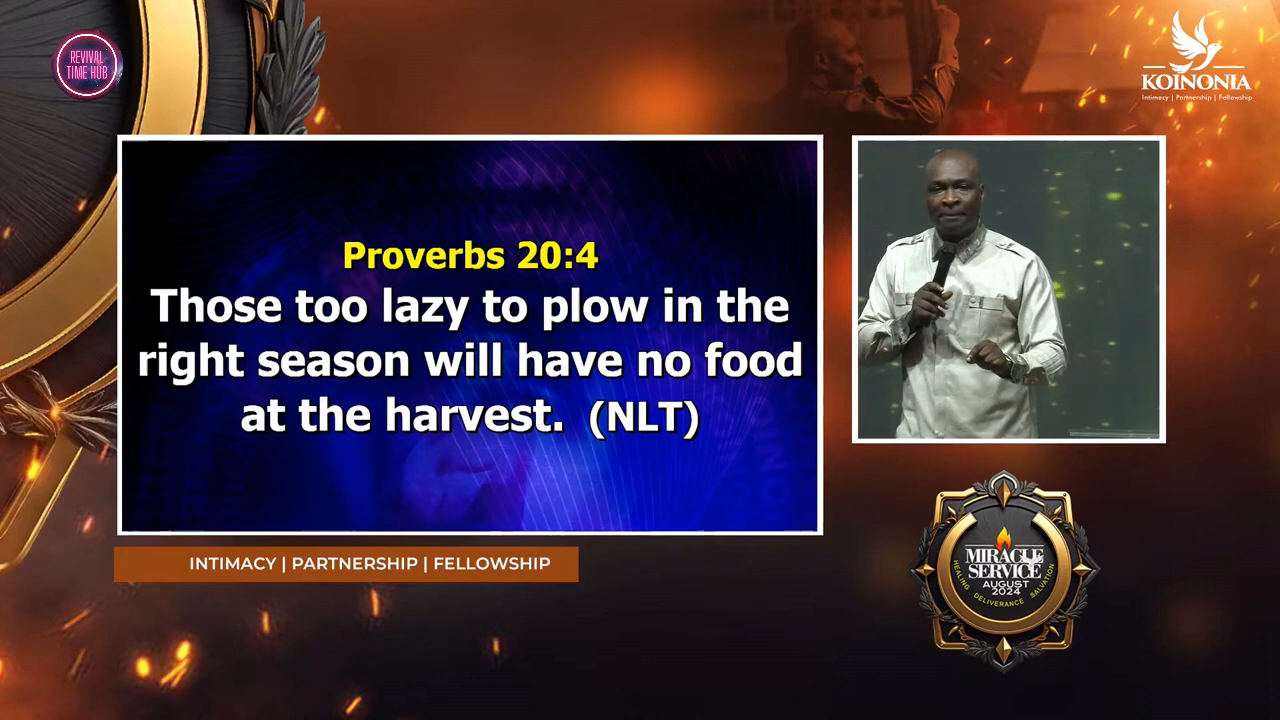 REVIVAL
TIME HUB
KOINONIA
Intimacy | Partnership | Fellowship
Proverbs 20:4
Those too lazy to plow in the
right season will have no food
at the harvest. (NLT)
INTIMACY | PARTNERSHIP | FELLOWSHIP
MIRACLE
SERVICE
AUGUST
2024
HEALING DELIVERANCE SALVATION